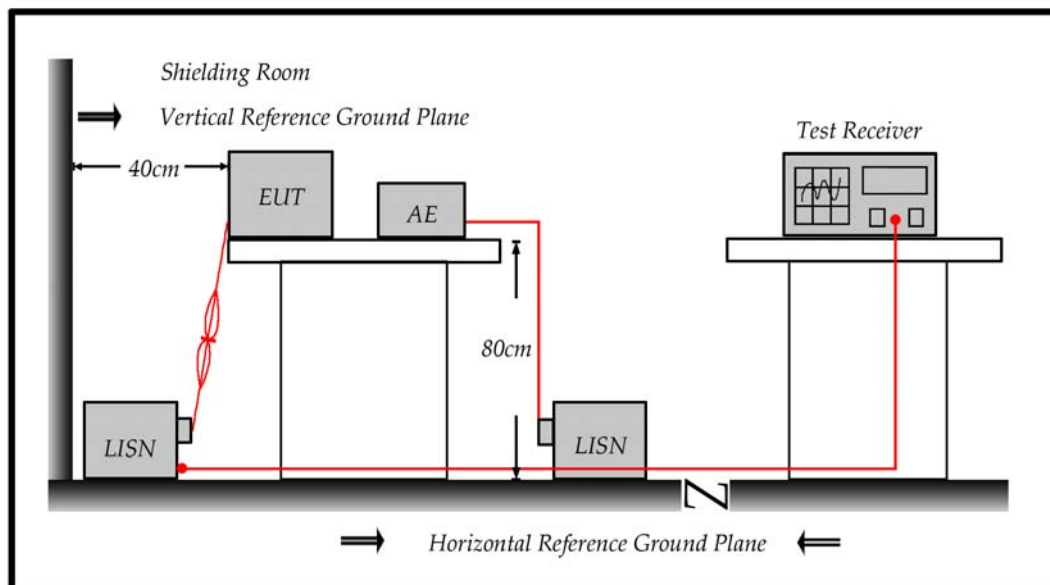 Shielding Room
Vertical Reference Ground Plane
Test Receiver
40cm
EUT
AE
80cm
LISN
LISN
Horizontal Reference Ground Plane